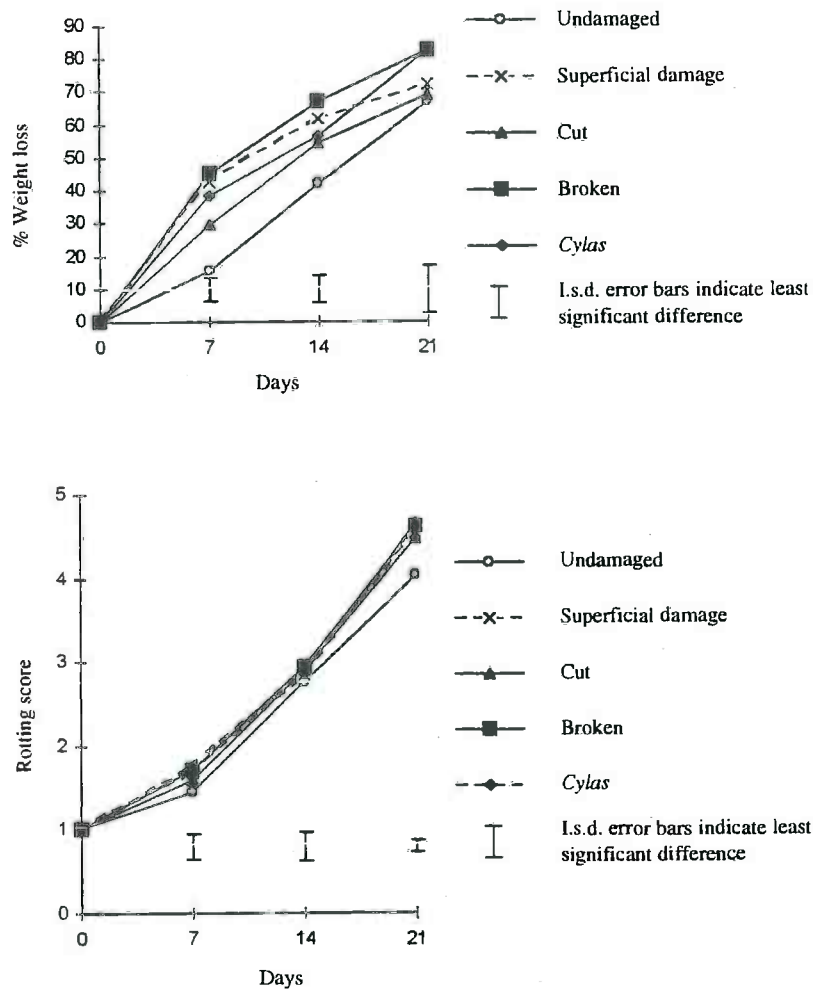 90
80
70
60
50
40
30
20
10
0
% Weight loss
0 7 14 21
Days
Undamaged
Superficial damage
Cut
Broken
Cylas
l.s.d. error bars indicate least
significant difference
5
4
3
2
1
0
Rotting score
0 7 14 21
Days
Undamaged
Superficial damage
Cut
Broken
Cylas
l.s.d. error bars indicate least
significant difference